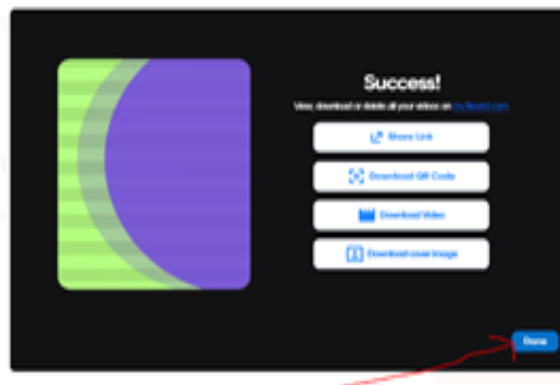 Success!
View, download or delete all your videos on
Share Link
Download QR Code
Download Video
Download cover image
Done